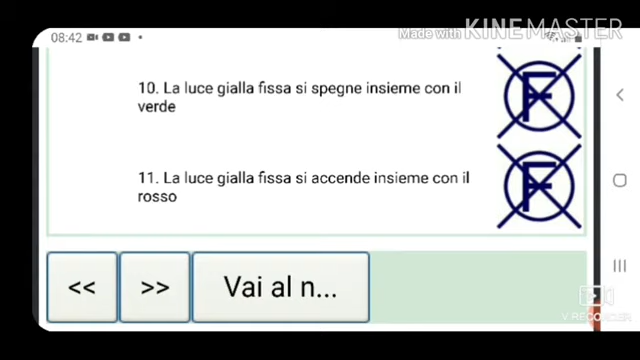 Made with KINEMASTER
08:42
10. La luce gialla fissa si spegne insieme con il
verde
F
11. La luce gialla fissa si accende insieme con il
rosso
F
<< >> Vai al n...
V RECORDER